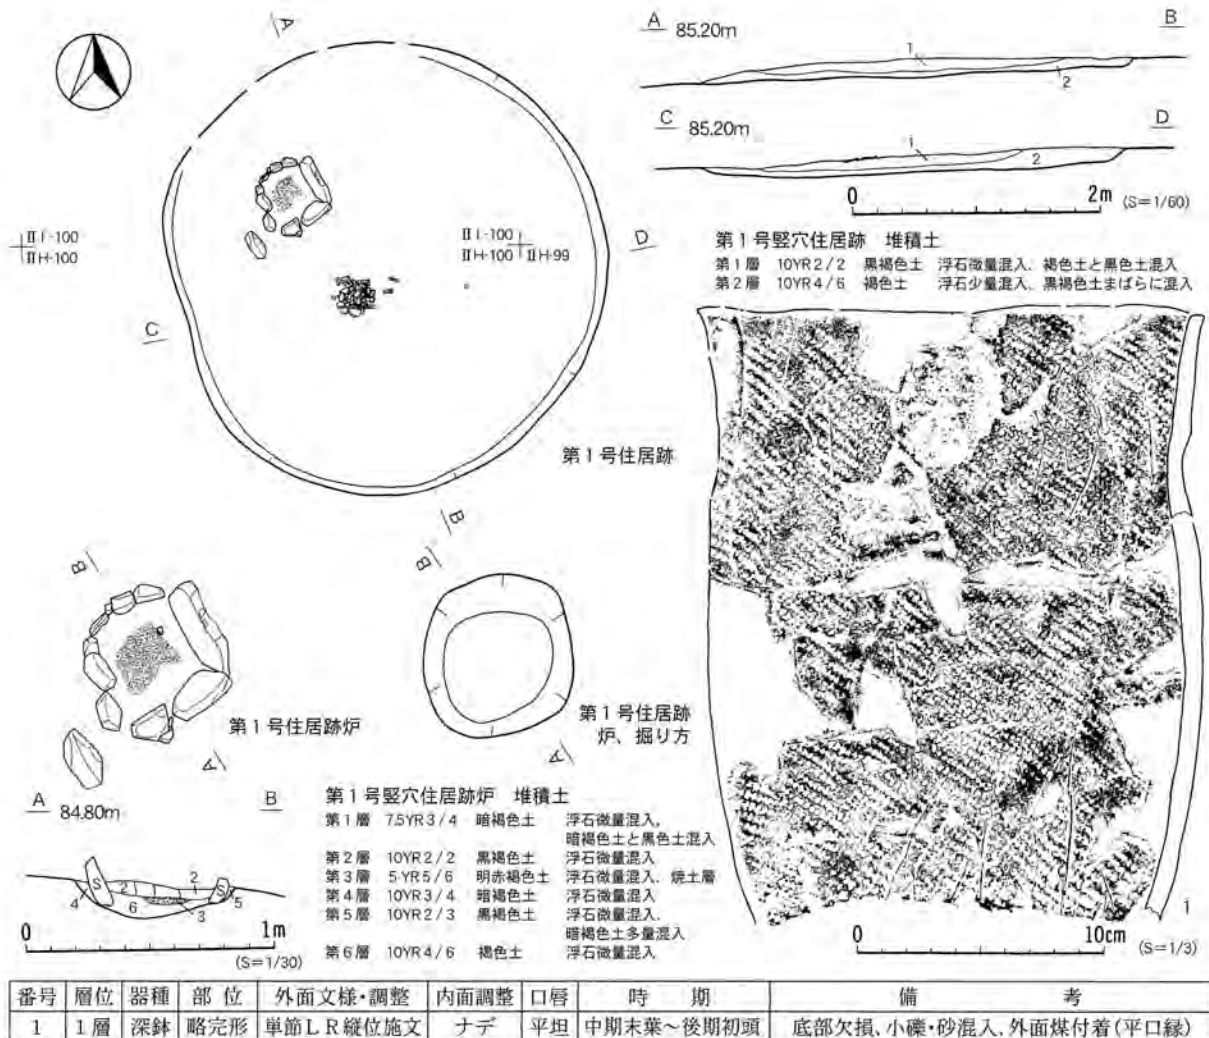 A
A 85.20m B
1
2
C 85.20m D
1
2
0 2m (S=1/60)
第1号竪穴住居跡 堆積土
第1層 10YR2/2 黒褐色土 浮石微量混入、褐色土と黒色土混入
第2層 10YR4/6 褐色土 浮石少量混入、黒褐色土まばらに混入
ⅡI-100
ⅡH-100
ⅡI-100
ⅡH-100 ⅡH-99
D
C
第1号住居跡
B
B
第1号住居跡炉
A
B
第1号住居跡
炉、掘り方
A
A 84.80m B
S 2 2 S
4 6 3 5
0 1m
(S=1/30)
第1号竪穴住居跡炉 堆積土
第1層 7.5YR3/4 暗褐色土 浮石微量混入、
暗褐色土と黒色土混入
第2層 10YR2/2 黒褐色土 浮石微量混入
第3層 5YR5/6 明赤褐色土 浮石微量混入、焼土層
第4層 10YR3/4 暗褐色土 浮石微量混入
第5層 10YR2/3 黒褐色土 浮石微量混入、
暗褐色土多量混入
第6層 10YR4/6 褐色土 浮石微量混入
1
0 10cm
(S=1/3)
番号 層位 器種 部位 外面文様・調整 内面調整 口唇 時期 備考
1 1層 深鉢 略完形 単節LR縦位施文 ナデ 平坦 中期末葉～後期初頭 底部欠損、小礫・砂混入、外面煤付着(平口縁)